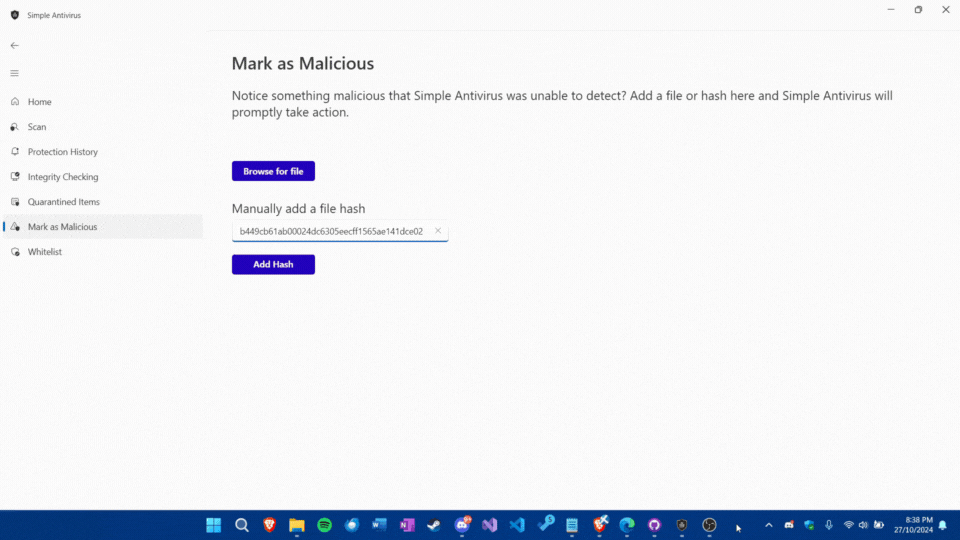 Simple Antivirus
Home
Scan
Protection History
Integrity Checking
Quarantined Items
Mark as Malicious
Whitelist
Mark as Malicious
Notice something malicious that Simple Antivirus was unable to detect? Add a file or hash here and Simple Antivirus will
promptly take action.
Browse for file
Manually add a file hash
b449cb61ab00024dc6305eecff1565ae141dce02
Add Hash
8:38 PM
27/10/2024